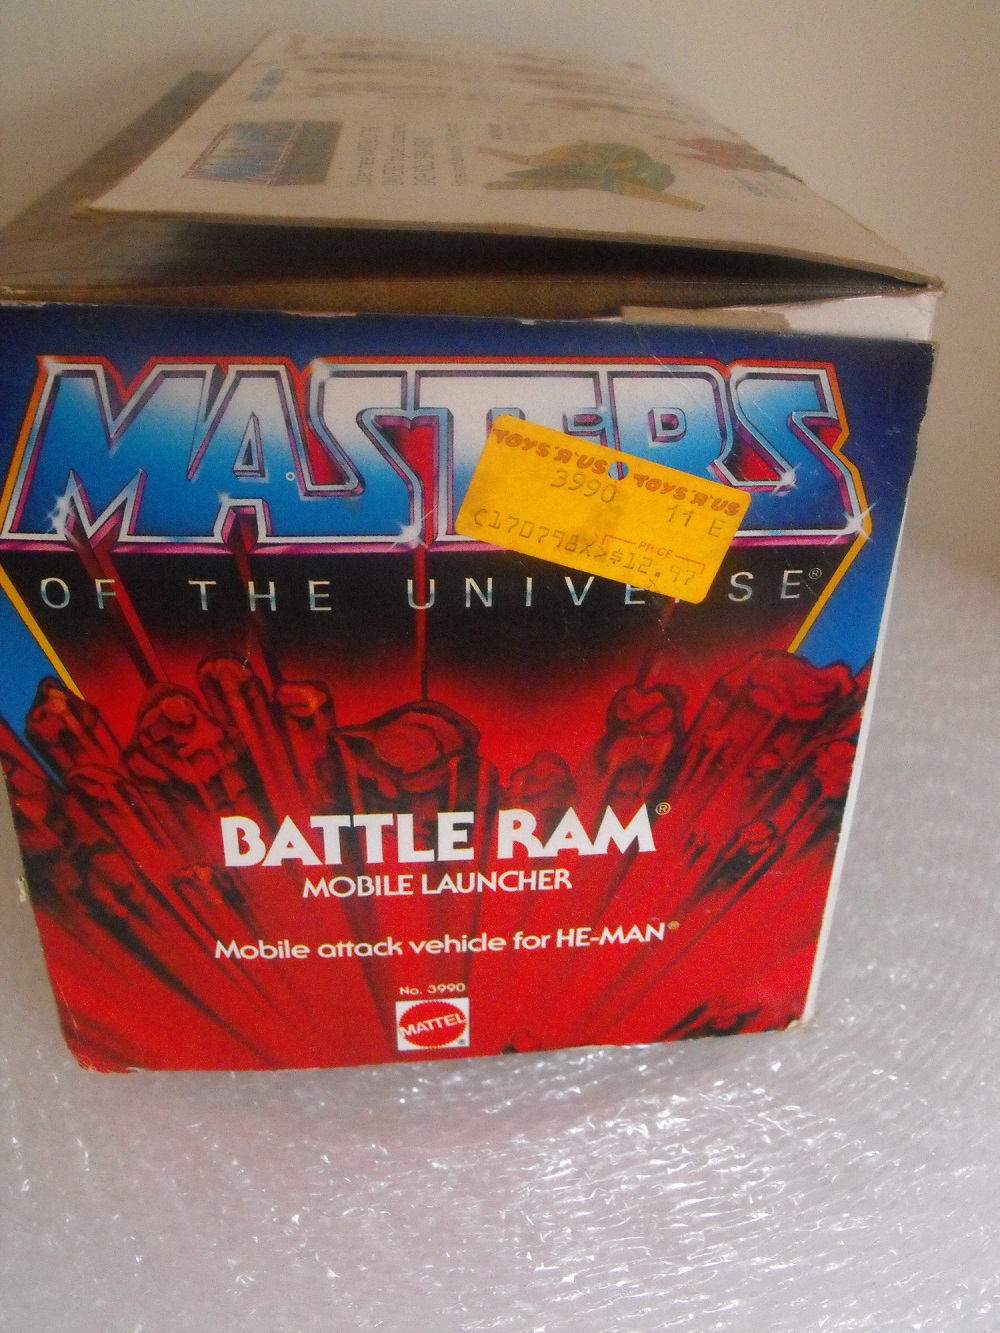 MASTERS
OF THE UNIVERSE®
TOYS"R"US TOYS"R"US
3990 11 E
C170798X>
PRICE
$12.97
BATTLE RAM®
MOBILE LAUNCHER
Mobile attack vehicle for HE-MAN®
No. 3990
MATTEL®